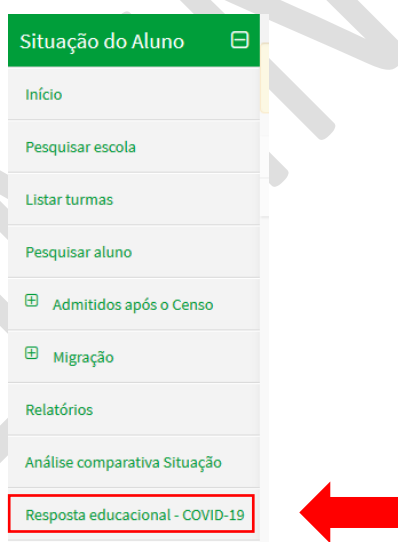 Situação do Aluno
Início
Pesquisar escola
Listar turmas
Pesquisar aluno
Admitidos após o Censo
Migração
Relatórios
Análise comparativa Situação
Resposta educacional - COVID-19